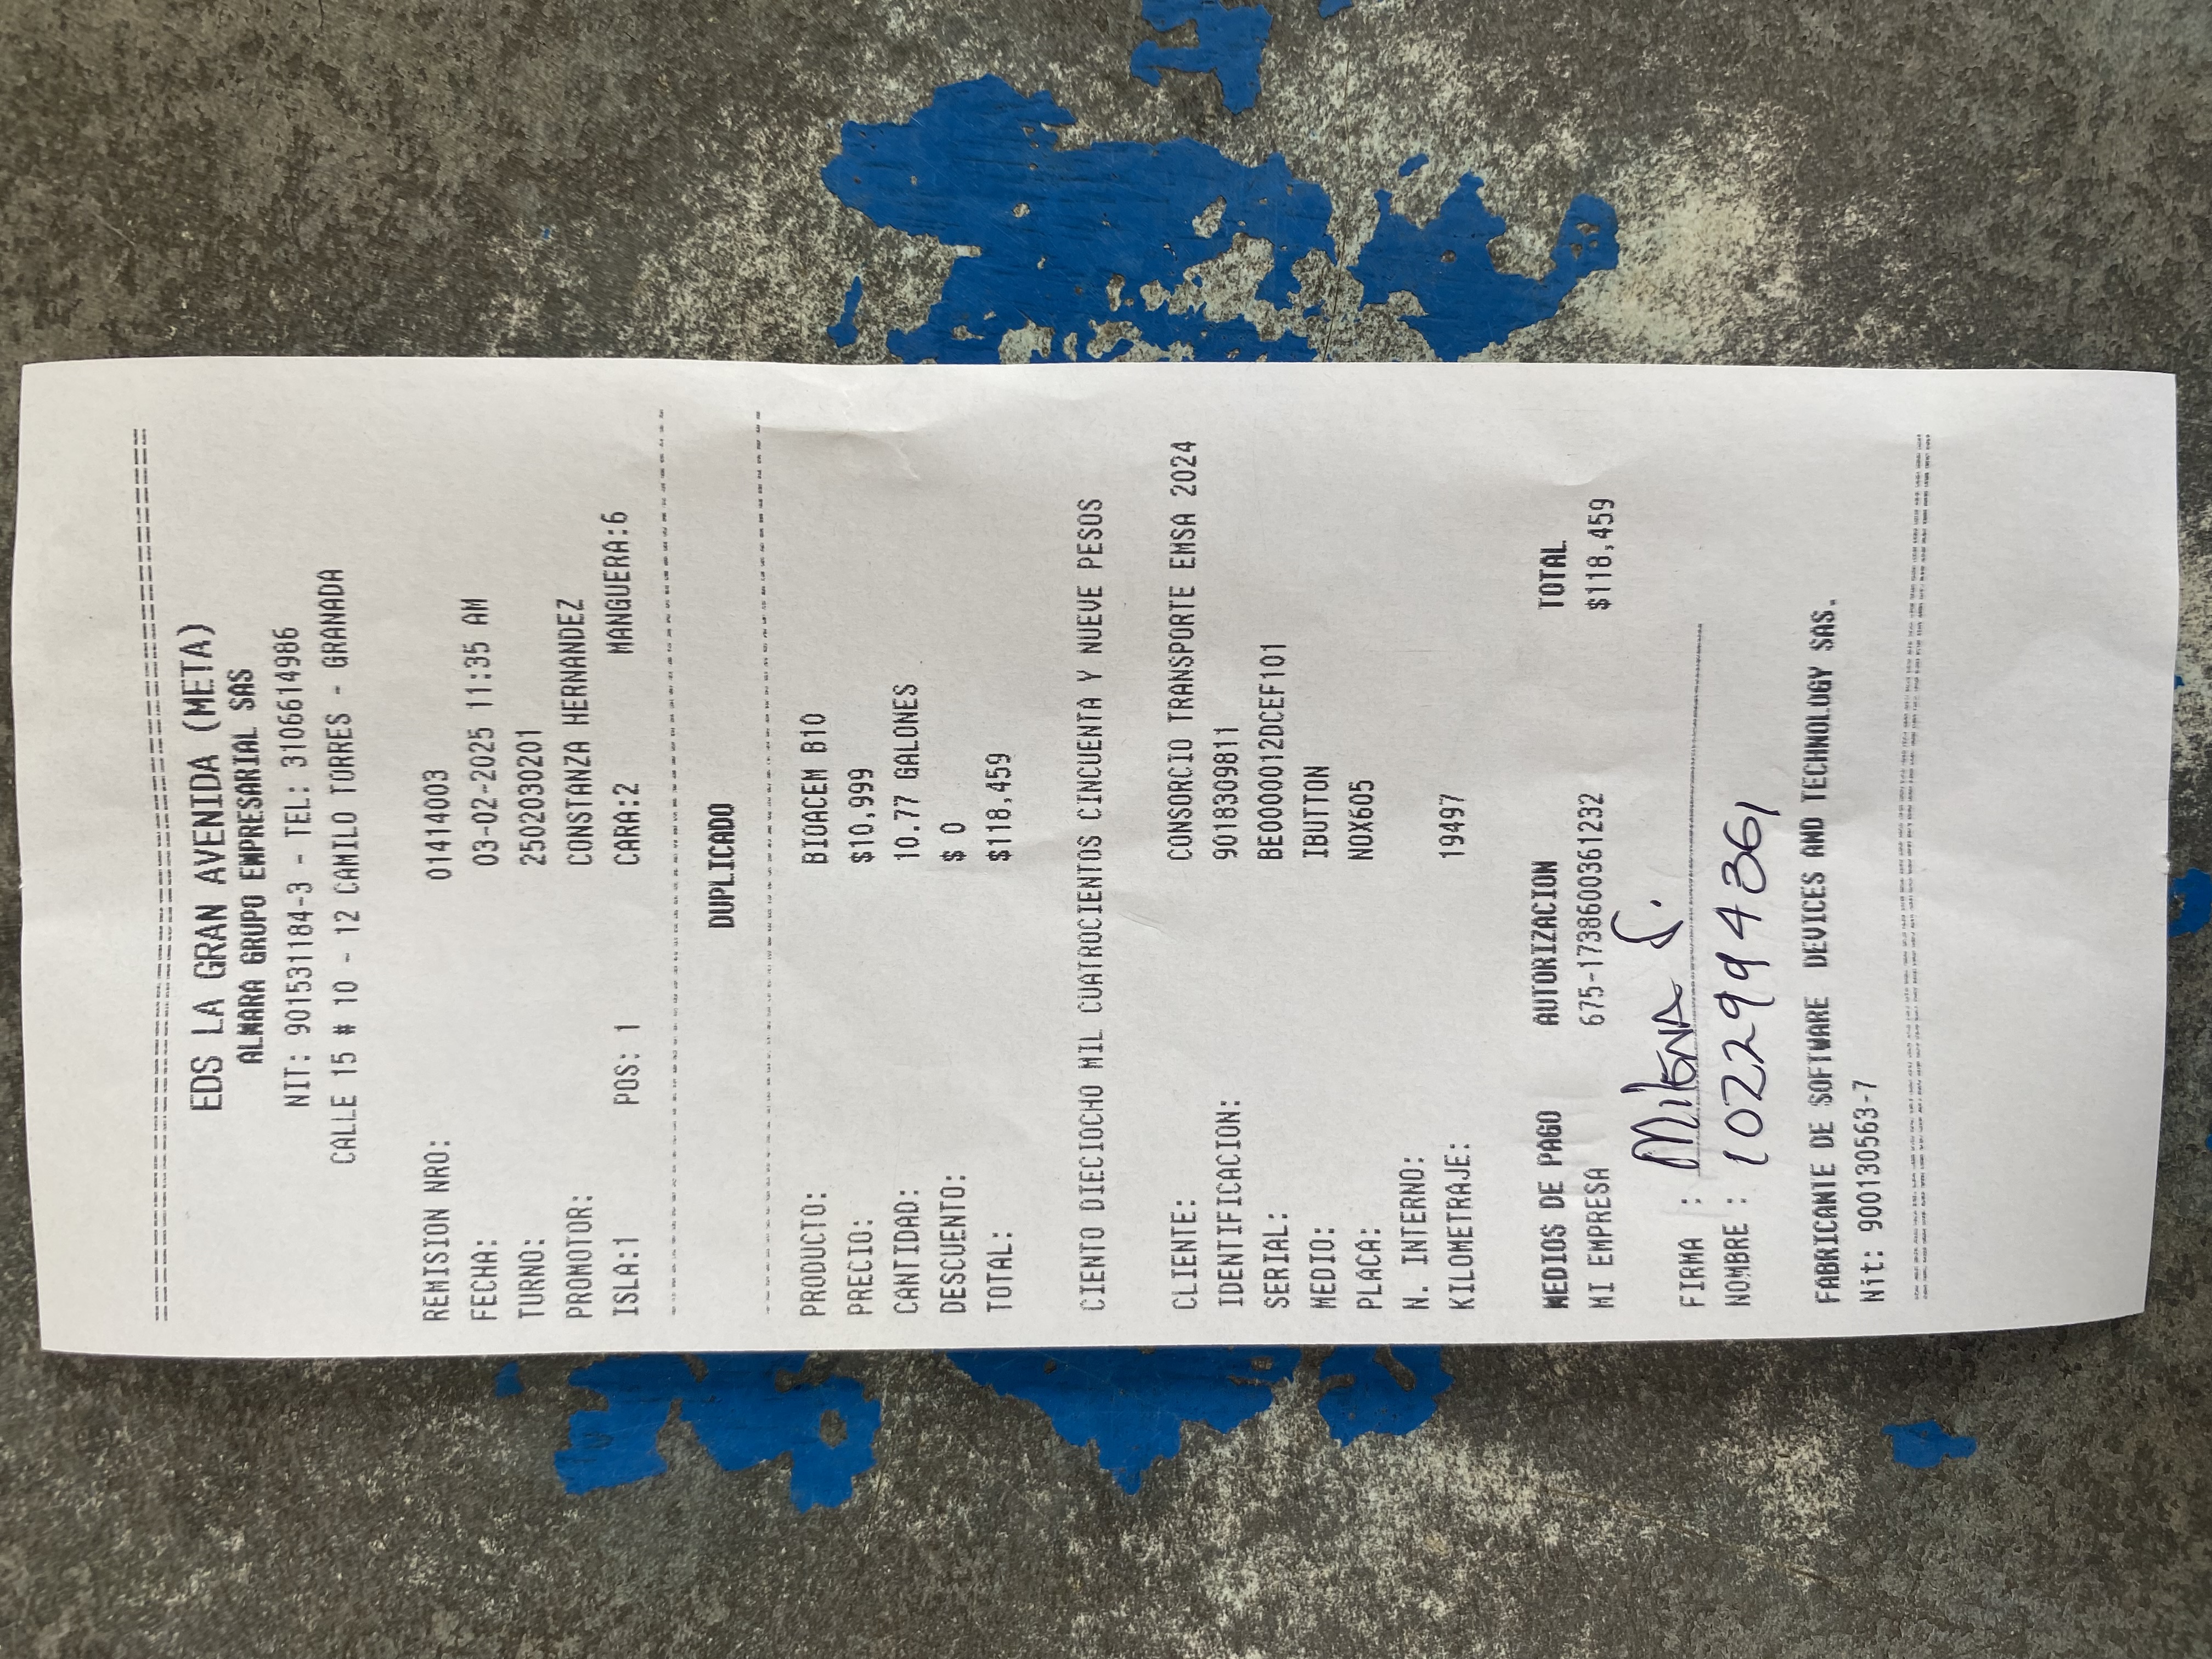 EDS LA GRAN AVENIDA (META)
ALMARA GRUPO EMPRESARIAL SAS
NIT: 901531184-3 - TEL: 3106614986
CALLE 15 # 10 - 12 CAMILO TORRES - GRANADA
REMISION NRO: 01414003
FECHA: 03-02-2025 11:35 AM
TURNO: 2502030201
PROMOTOR: CONSTANZA HERNANDEZ
ISLA:1 POS: 1 CARA:2 MANGUERA:6
DUPLICADO
PRODUCTO: BIOACEM B10
PRECIO: $10,999
CANTIDAD: 10.77 GALONES
DESCUENTO: $ 0
TOTAL: $118,459
CIENTO DIECIOCHO MIL CUATROCIENTOS CINCUENTA Y NUEVE PESOS
CLIENTE: CONSORCIO TRANSPORTE EMSA 2024
IDENTIFICACION: 9018309811
SERIAL: BE0000012DCEF101
MEDIO: IBUTTON
PLACA: NOX605
N. INTERNO:
KILOMETRAJE: 19497
MEDIOS DE PAGO AUTORIZACION TOTAL
MI EMPRESA 675-1738600361232 $118,459
FIRMA : Milena S.
NOMBRE : 1022994361
FABRICANTE DE SOFTWARE DEVICES AND TECHNOLOGY SAS.
Nit: 900130563-7